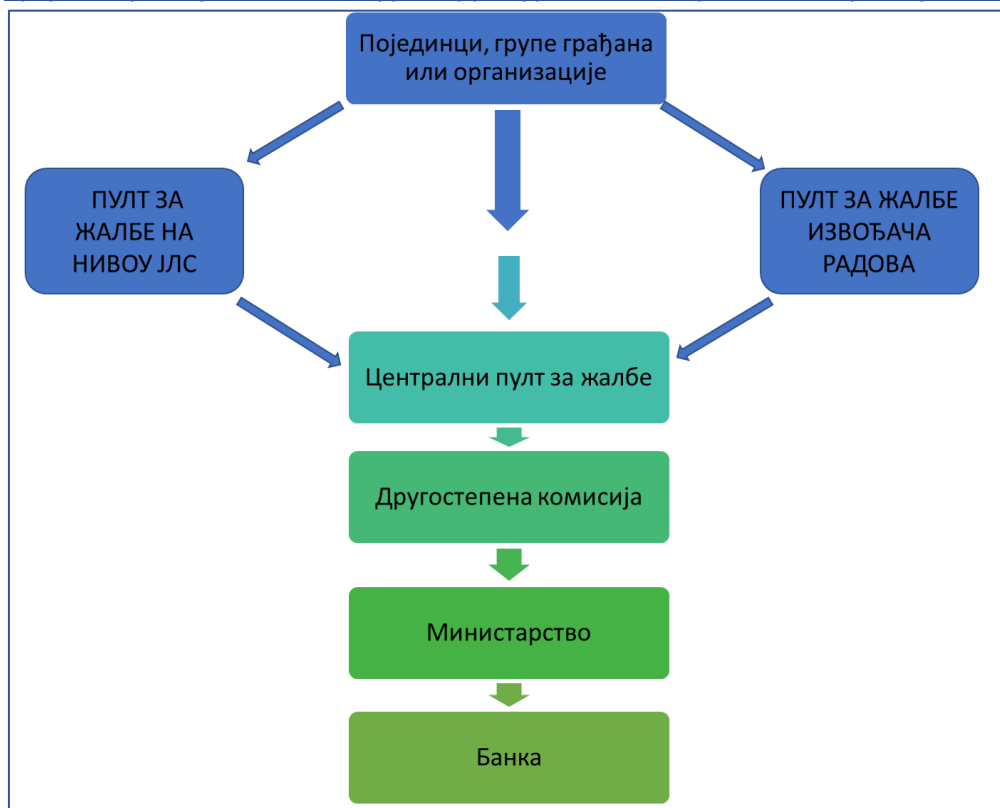 Појединци, групе грађана
или организације
ПУЛТ ЗА
ЖАЛБЕ НА
НИВОУ ЈЛС
ПУЛТ ЗА ЖАЛБЕ
ИЗВОЂАЧА
РАДОВА
Централни пулт за жалбе
Другостепена комисија
Министарство
Банка